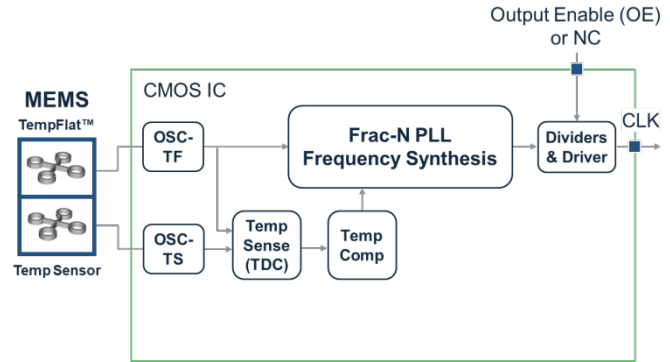 Output Enable (OE)
or NC
MEMS
TempFlat™
CMOS IC
CLK
OSC-
TF
Frac-N PLL
Frequency Synthesis
Dividers
& Driver
OSC-
TS
Temp
Sense
(TDC)
Temp
Comp
Temp Sensor